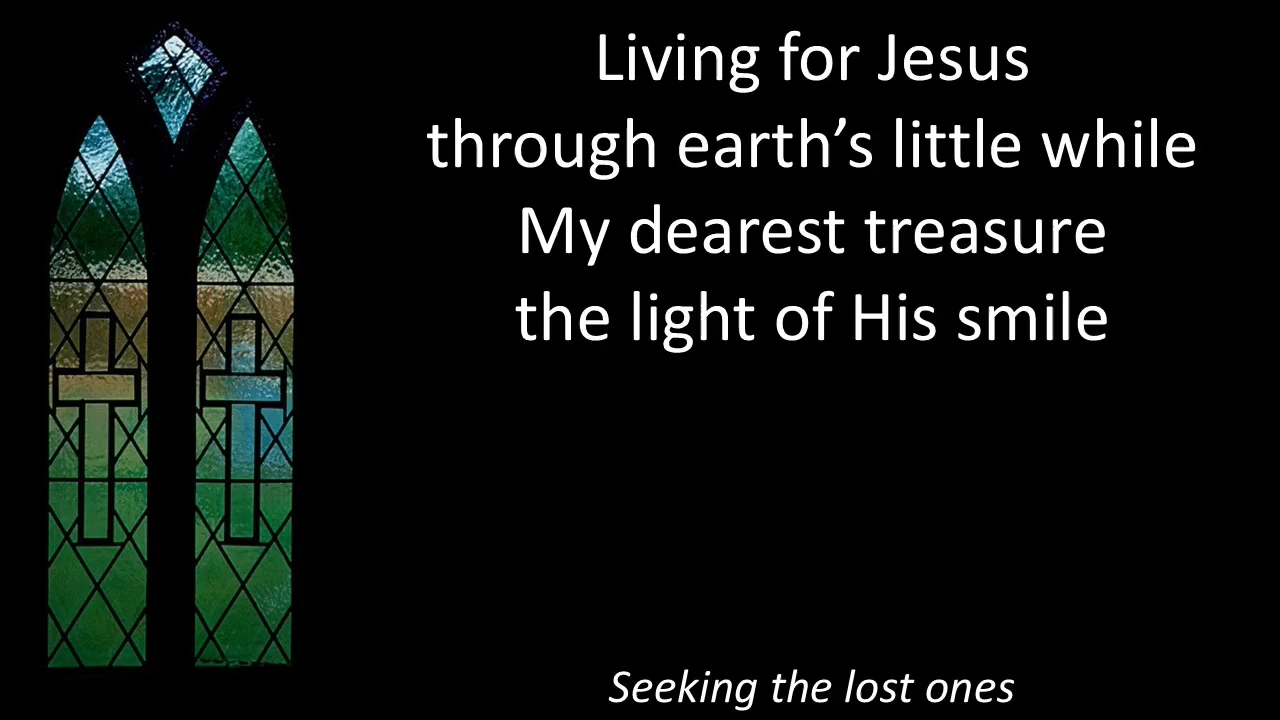 Living for Jesus
through earth’s little while
My dearest treasure
the light of His smile
Seeking the lost ones